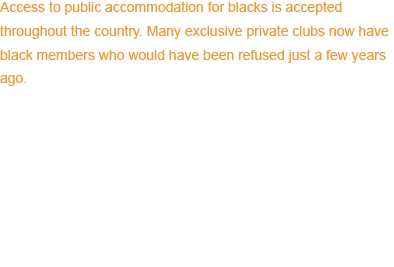 Access to public accommodation for blacks is accepted
throughout the country. Many exclusive private clubs now have
black members who would have been refused just a few years
ago.